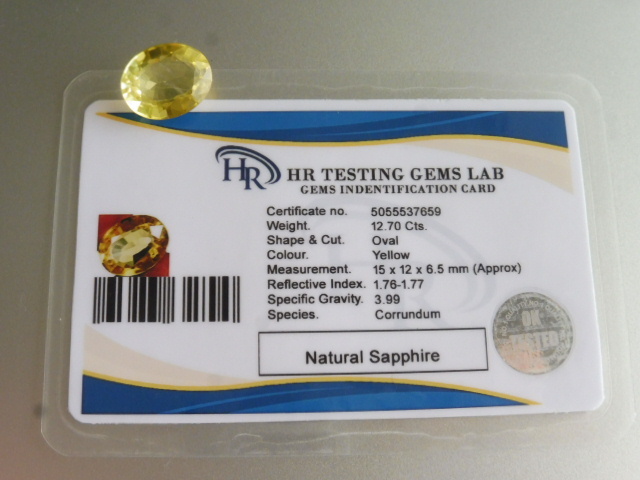 HR
HR TESTING GEMS LAB
GEMS INDENTIFICATION CARD
Certificate no. 5055537659
Weight. 12.70 Cts.
Shape & Cut. Oval
Colour. Yellow
Measurement. 15 x 12 x 6.5 mm (Approx)
Reflective Index. 1.76-1.77
Specific Gravity. 3.99
Species. Corrundum
Natural Sapphire
OK
TESTED